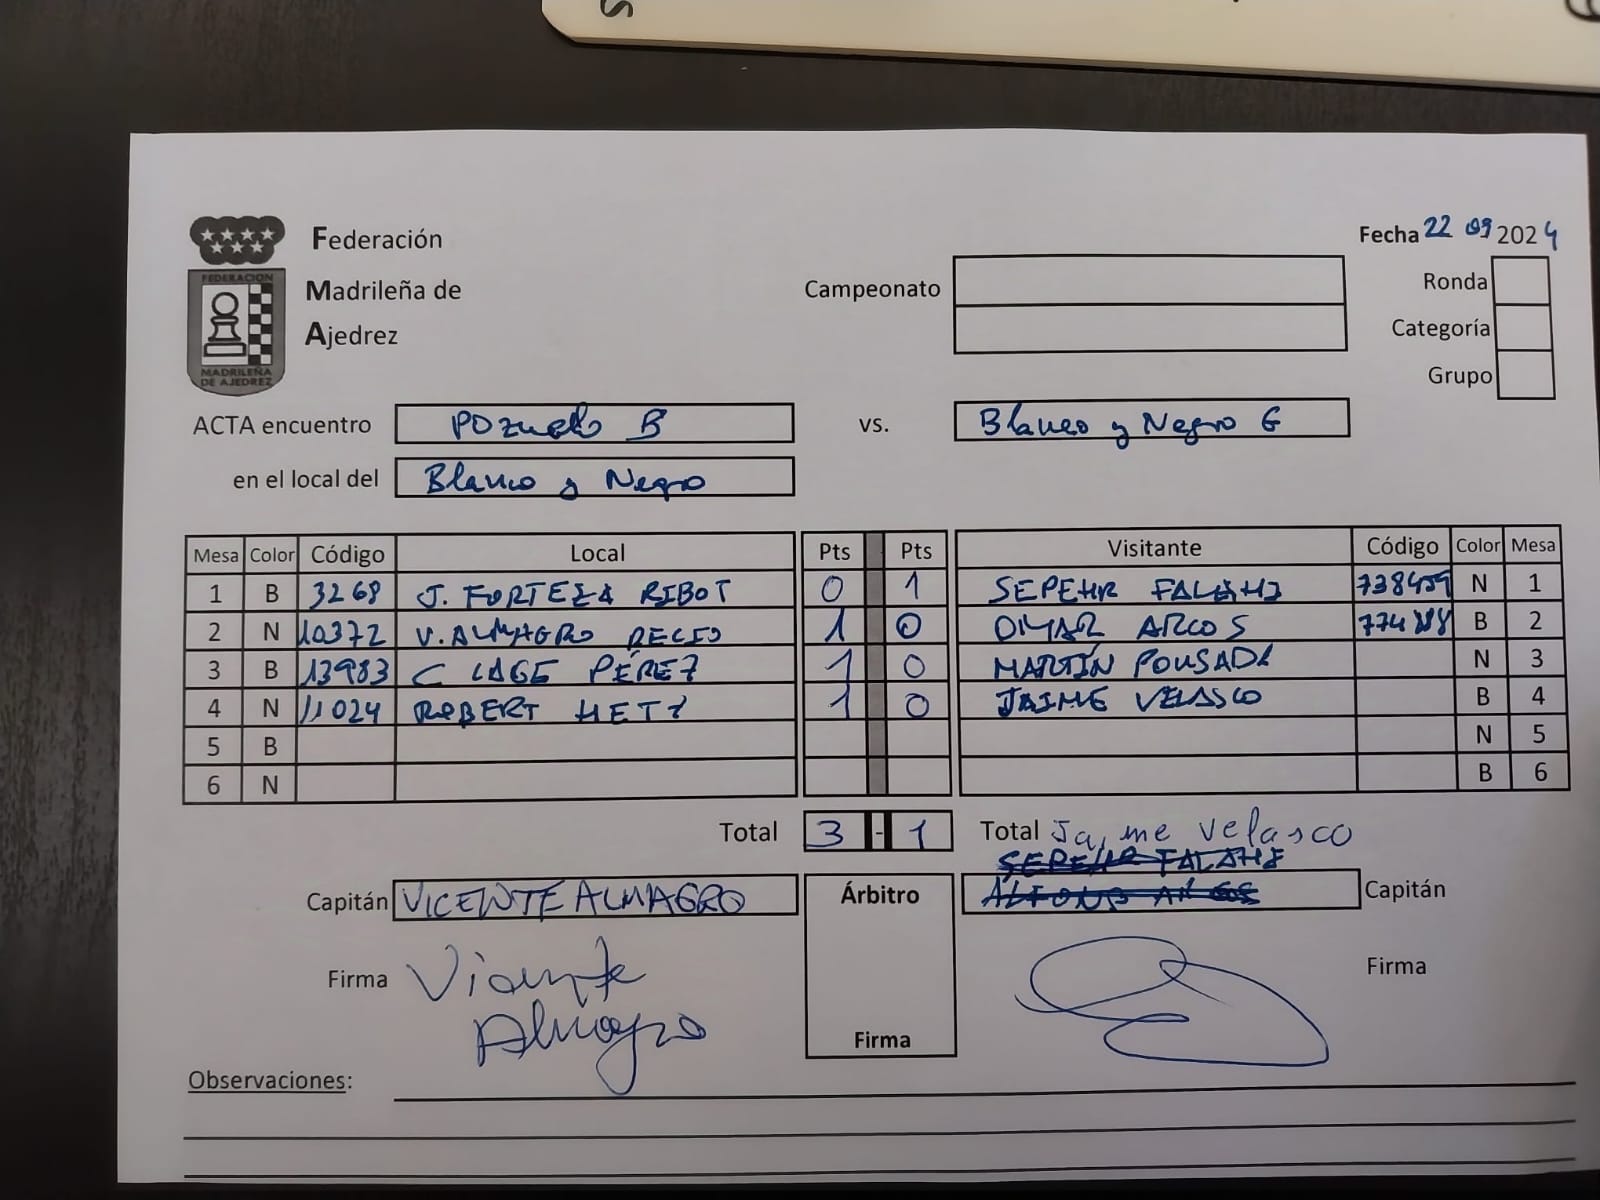 Federación
Madrileña de
Ajedrez
FEDERACION
MADRILEÑA
DE AJEDREZ
Fecha 22 09 2024
Campeonato
Ronda
Categoría
Grupo
ACTA encuentro POzuelo B vs. Blanco y Negro G
en el local del Blanco y Negro
Mesa Color Código Local Pts Pts Visitante Código Color Mesa
1 B 3268 J. FORTEZA RIBOT 0 1 SEPEHR FALAHI 738459 N 1
2 N 10372 V. ALMAGRO RECIO 1 0 OMAR ARCOS B 2
3 B 13983 C LAGE PÉREZ 1 0 MARTÍN POUSADA N 3
4 N 11024 ROBERT HETZ 1 0 JAIME VELASCO B 4
5 B N 5
6 N B 6
Total 3 - 1 Total Jaime Velasco
SEPEHR FALAHI
Capitán VICENTE ALMAGRO Árbitro Capitán
Firma Vicente Almagro Firma
Firma
Observaciones: